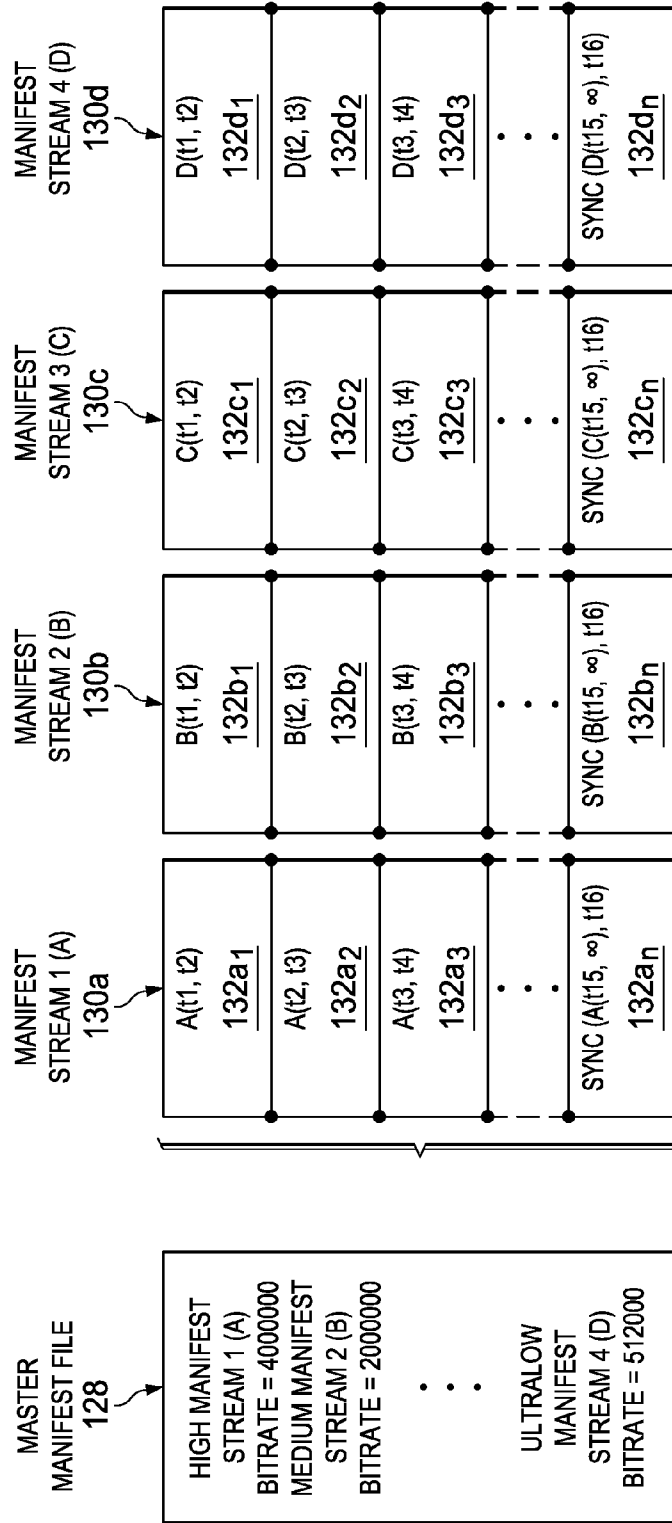 MASTER
MANIFEST FILE
128
HIGH MANIFEST
STREAM 1 (A)
BITRATE = 4000000
MEDIUM MANIFEST
STREAM 2 (B)
BITRATE = 2000000
• • •
ULTRALOW
MANIFEST
STREAM 4 (D)
BITRATE = 512000
MANIFEST
STREAM 1 (A)
130a
A(t1, t2)
132a1
A(t2, t3)
132a2
A(t3, t4)
132a3
• • •
SYNC (A(t15, ∞), t16)
132an
MANIFEST
STREAM 2 (B)
130b
B(t1, t2)
132b1
B(t2, t3)
132b2
B(t3, t4)
132b3
• • •
SYNC (B(t15, ∞), t16)
132bn
MANIFEST
STREAM 3 (C)
130c
C(t1, t2)
132c1
C(t2, t3)
132c2
C(t3, t4)
132c3
• • •
SYNC (C(t15, ∞), t16)
132cn
MANIFEST
STREAM 4 (D)
130d
D(t1, t2)
132d1
D(t2, t3)
132d2
D(t3, t4)
132d3
• • •
SYNC (D(t15, ∞), t16)
132dn